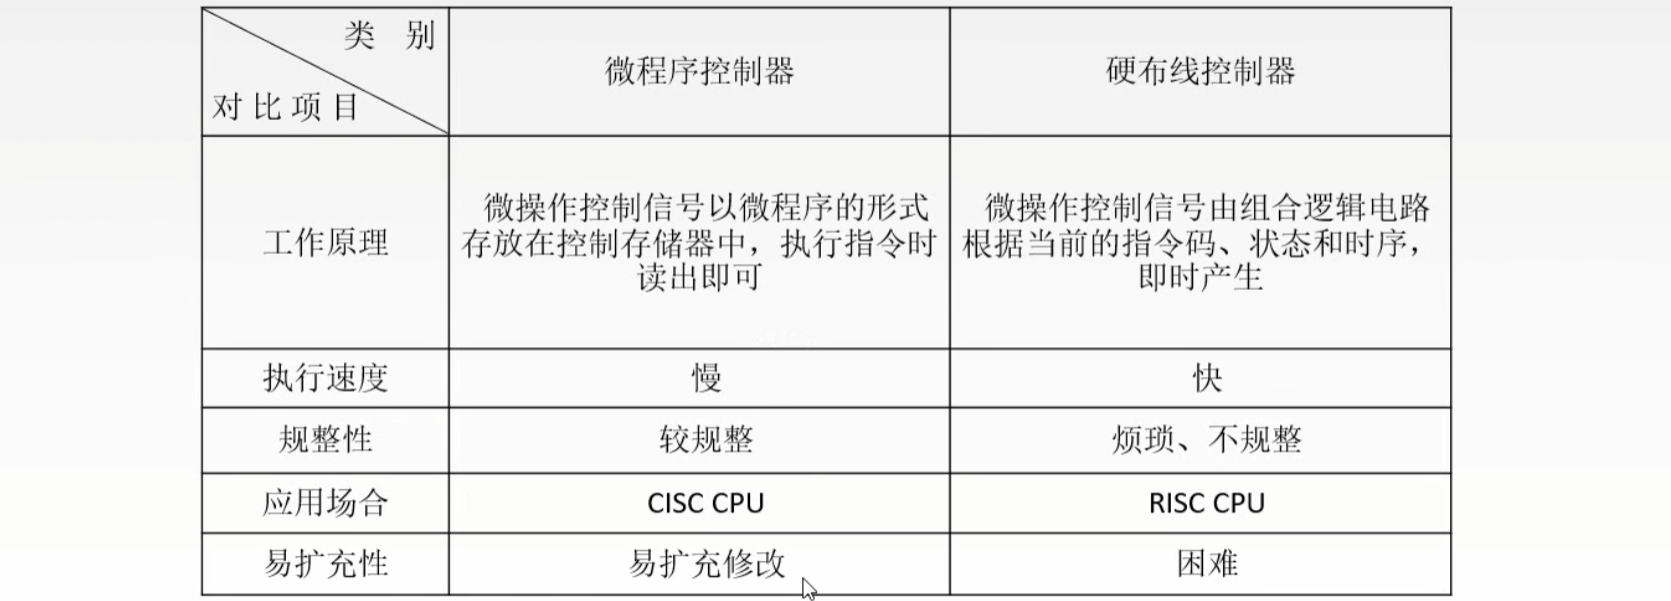 类 别
对比项目
微程序控制器
硬布线控制器
工作原理
微操作控制信号以微程序的形式
存放在控制存储器中，执行指令时
读出即可
微操作控制信号由组合逻辑电路
根据当前的指令码、状态和时序，
即时产生
执行速度
慢
快
规整性
较规整
烦琐、不规整
应用场合
CISC CPU
RISC CPU
易扩充性
易扩充修改
困难